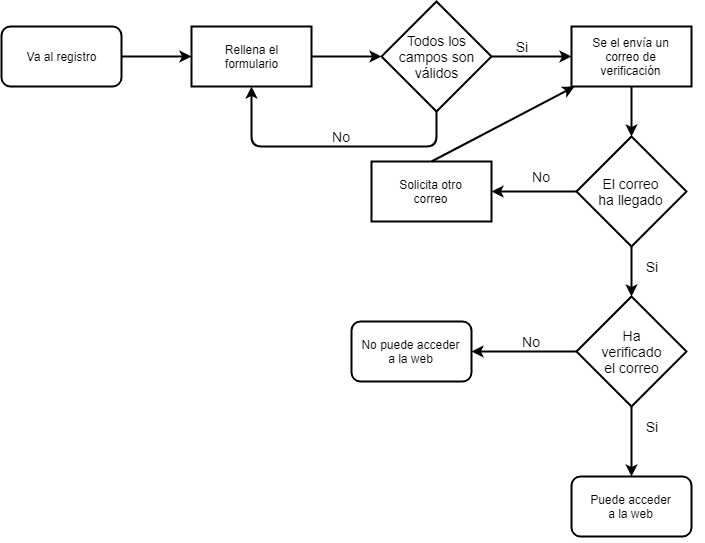 Va al registro
Rellena el
formulario
Todos los
campos son
válidos
Si
Se el envía un
correo de
verificación
No
Solicita otro
correo
No
El correo
ha llegado
Si
No puede acceder
a la web
No
Ha
verificado
el correo
Si
Puede acceder
a la web